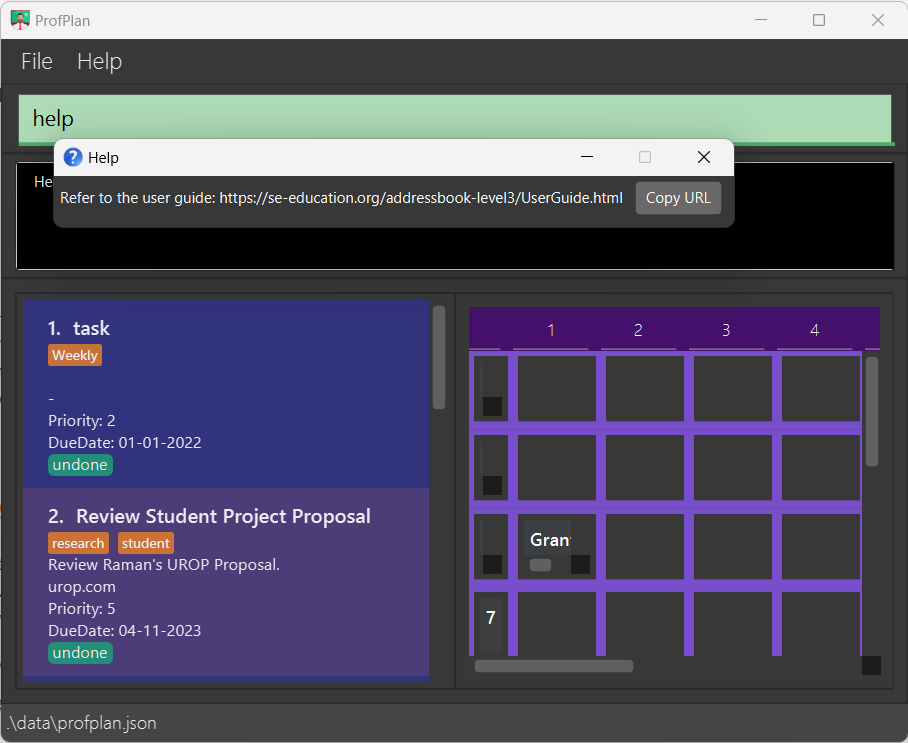 ProfPlan
File Help
help
Help
He
Refer to the user guide: https://se-education.org/addressbook-level3/UserGuide.html
Copy URL
1. task
Weekly
-
Priority: 2
DueDate: 01-01-2022
undone
2. Review Student Project Proposal
research student
Review Raman's UROP Proposal.
urop.com
Priority: 5
DueDate: 04-11-2023
undone
1 2 3 4
Gran
7
.\data\profplan.json